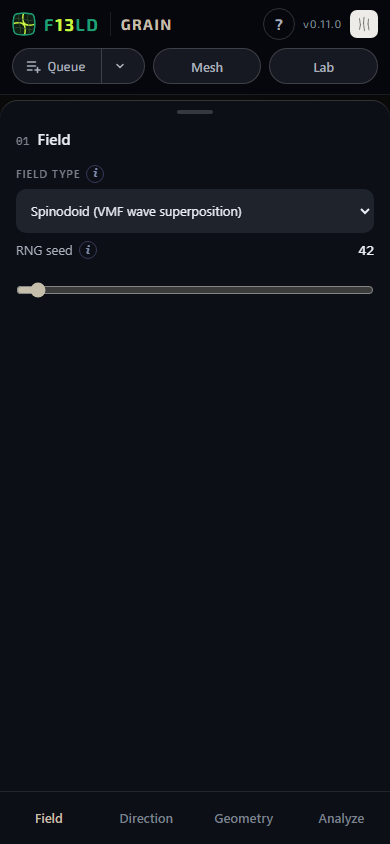 F13LD GRAIN ? v0.11.0
Queue Mesh Lab
01 Field
FIELD TYPE i
Spinodoid (VMF wave superposition)
RNG seed i 42
Field Direction Geometry Analyze